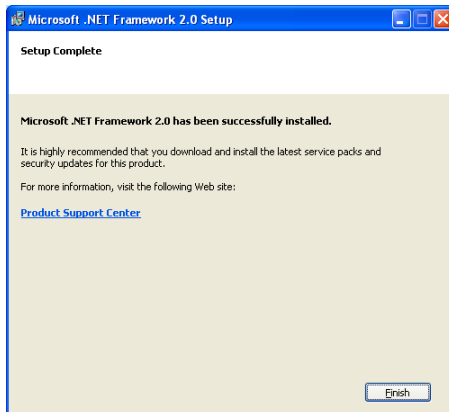 Microsoft .NET Framework 2.0 Setup
Setup Complete
Microsoft .NET Framework 2.0 has been successfully installed.
It is highly recommended that you download and install the latest service packs and
security updates for this product.
For more information, visit the following Web site:
Product Support Center
Finish